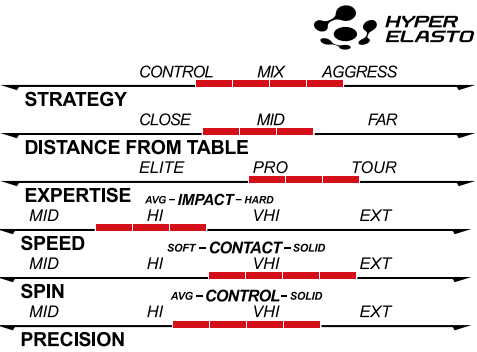 HYPER
ELASTO
CONTROL MIX AGGRESS
STRATEGY
CLOSE MID FAR
DISTANCE FROM TABLE
ELITE PRO TOUR
EXPERTISE AVG – IMPACT – HARD
MID HI VHI EXT
SPEED SOFT – CONTACT – SOLID
MID HI VHI EXT
SPIN AVG – CONTROL – SOLID
MID HI VHI EXT
PRECISION